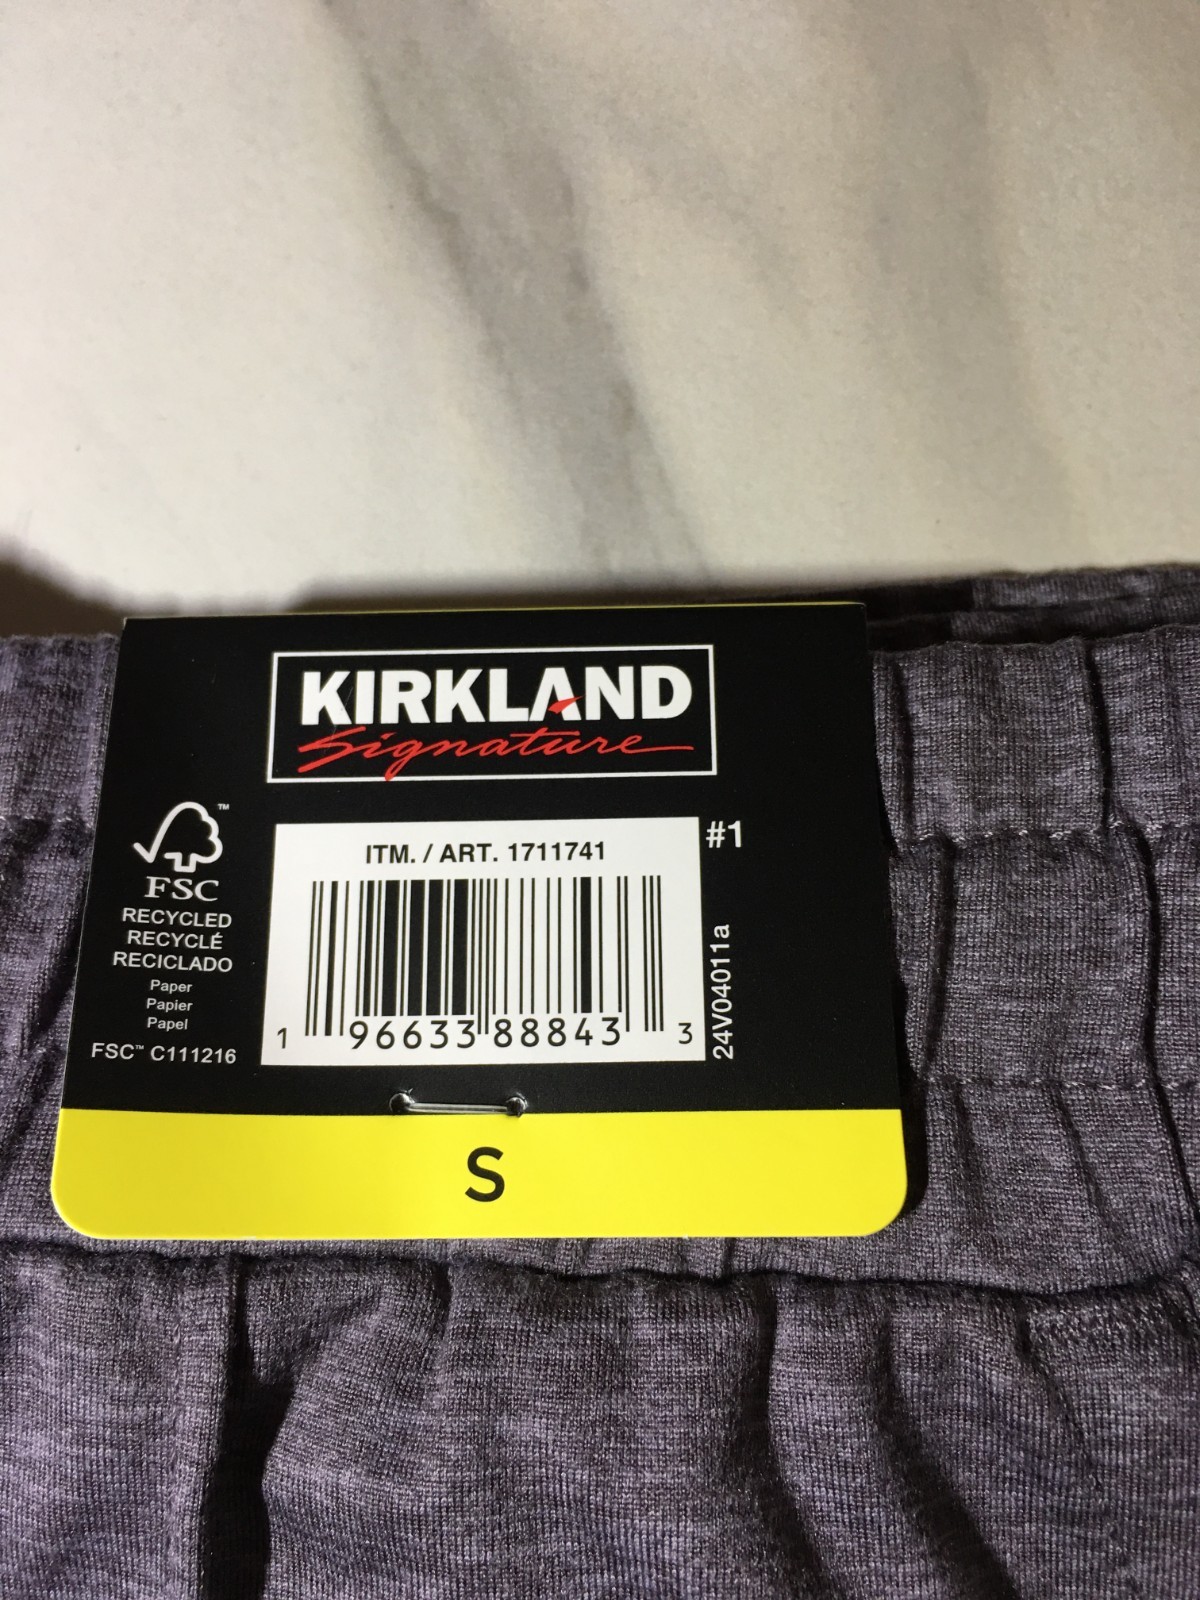 KIRKLAND
Signature
™
FSC
RECYCLED
RECYCLÉ
RECICLADO
Paper
Papier
Papel
FSC™ C111216
ITM. / ART. 1711741
1 96633 88843 3
#1
24V04011a
S